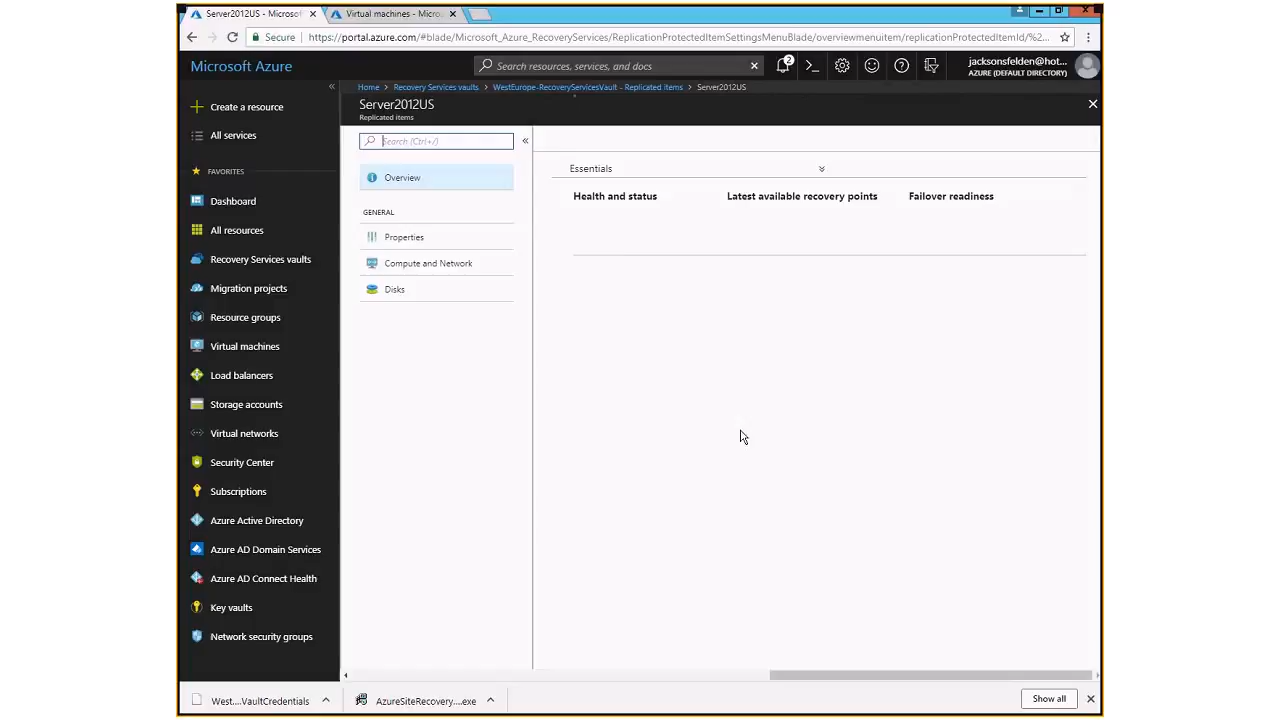 Server2012US - Microsof
Virtual machines - Micro
Secure
https://portal.azure.com/#blade/Microsoft_Azure_RecoveryServices/ReplicationProtectedItemSettingsMenuBlade/overviewmenuitem/replicationProtectedItemId/%2...
Microsoft Azure
Search resources, services, and docs
2
jacksonsfelden@hot...
AZURE (DEFAULT DIRECTORY)
Home
Recovery Services vaults
WestEurope-RecoveryServicesVault - Replicated items
Server2012US
Server2012US
Replicated items
Create a resource
All services
FAVORITES
Dashboard
All resources
Recovery Services vaults
Migration projects
Resource groups
Virtual machines
Load balancers
Storage accounts
Virtual networks
Security Center
Subscriptions
Azure Active Directory
Azure AD Domain Services
Azure AD Connect Health
Key vaults
Network security groups
Search (Ctrl+/)
Overview
GENERAL
Properties
Compute and Network
Disks
Essentials
Health and status
Latest available recovery points
Failover readiness
West....VaultCredentials
AzureSiteRecovery....exe
Show all